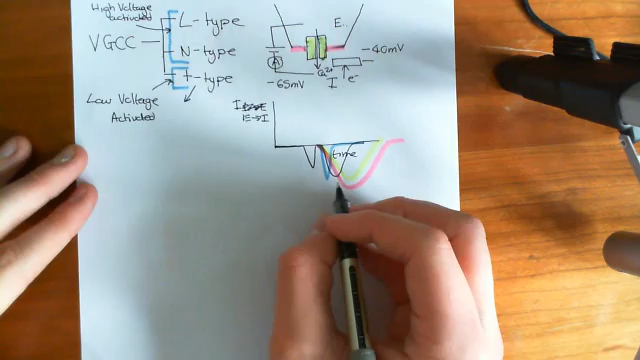 High Voltage
activated
L-type
VGCC
N-type
T-type
Low Voltage
Activated
E..
-40mV
A
Ca2+
-65mV
I
e-
I
E→I
time